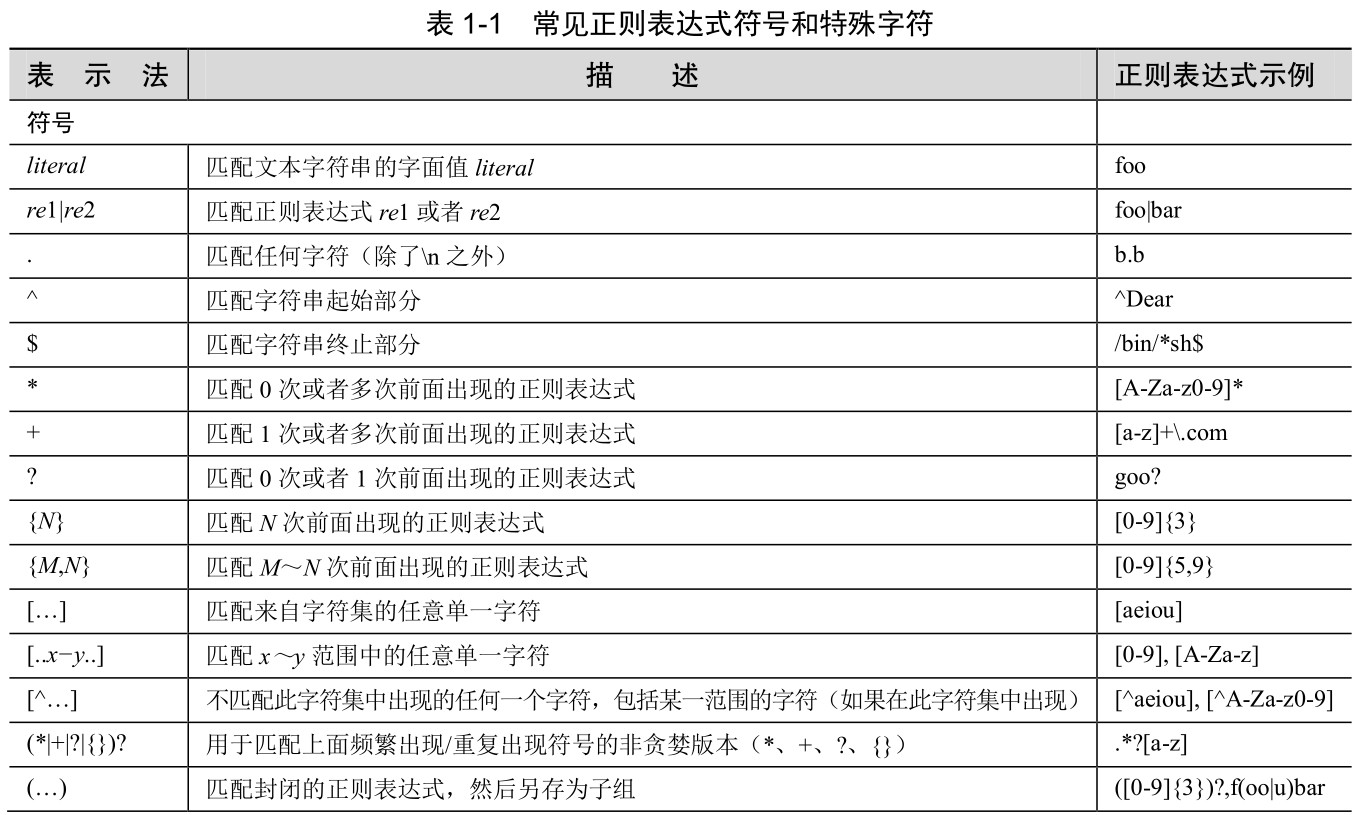 表 1-1 常见正则表达式符号和特殊字符
表 示 法 描 述 正则表达式示例
符号
literal 匹配文本字符串的字面值 literal foo
re1|re2 匹配正则表达式 re1 或者 re2 foo|bar
. 匹配任何字符（除了\n 之外） b.b
^ 匹配字符串起始部分 ^Dear
$ 匹配字符串终止部分 /bin/*sh$
* 匹配 0 次或者多次前面出现的正则表达式 [A-Za-z0-9]*
+ 匹配 1 次或者多次前面出现的正则表达式 [a-z]+\.com
? 匹配 0 次或者 1 次前面出现的正则表达式 goo?
{N} 匹配 N 次前面出现的正则表达式 [0-9]{3}
{M,N} 匹配 M～N 次前面出现的正则表达式 [0-9]{5,9}
[…] 匹配来自字符集的任意单一字符 [aeiou]
[..x−y..] 匹配 x～y 范围中的任意单一字符 [0-9], [A-Za-z]
[^…] 不匹配此字符集中出现的任何一个字符，包括某一范围的字符（如果在此字符集中出现） [^aeiou], [^A-Za-z0-9]
(*|+|?|{})? 用于匹配上面频繁出现/重复出现符号的非贪婪版本（*、+、?、{}） .*?[a-z]
(…) 匹配封闭的正则表达式，然后另存为子组 ([0-9]{3})?,f(oo|u)bar